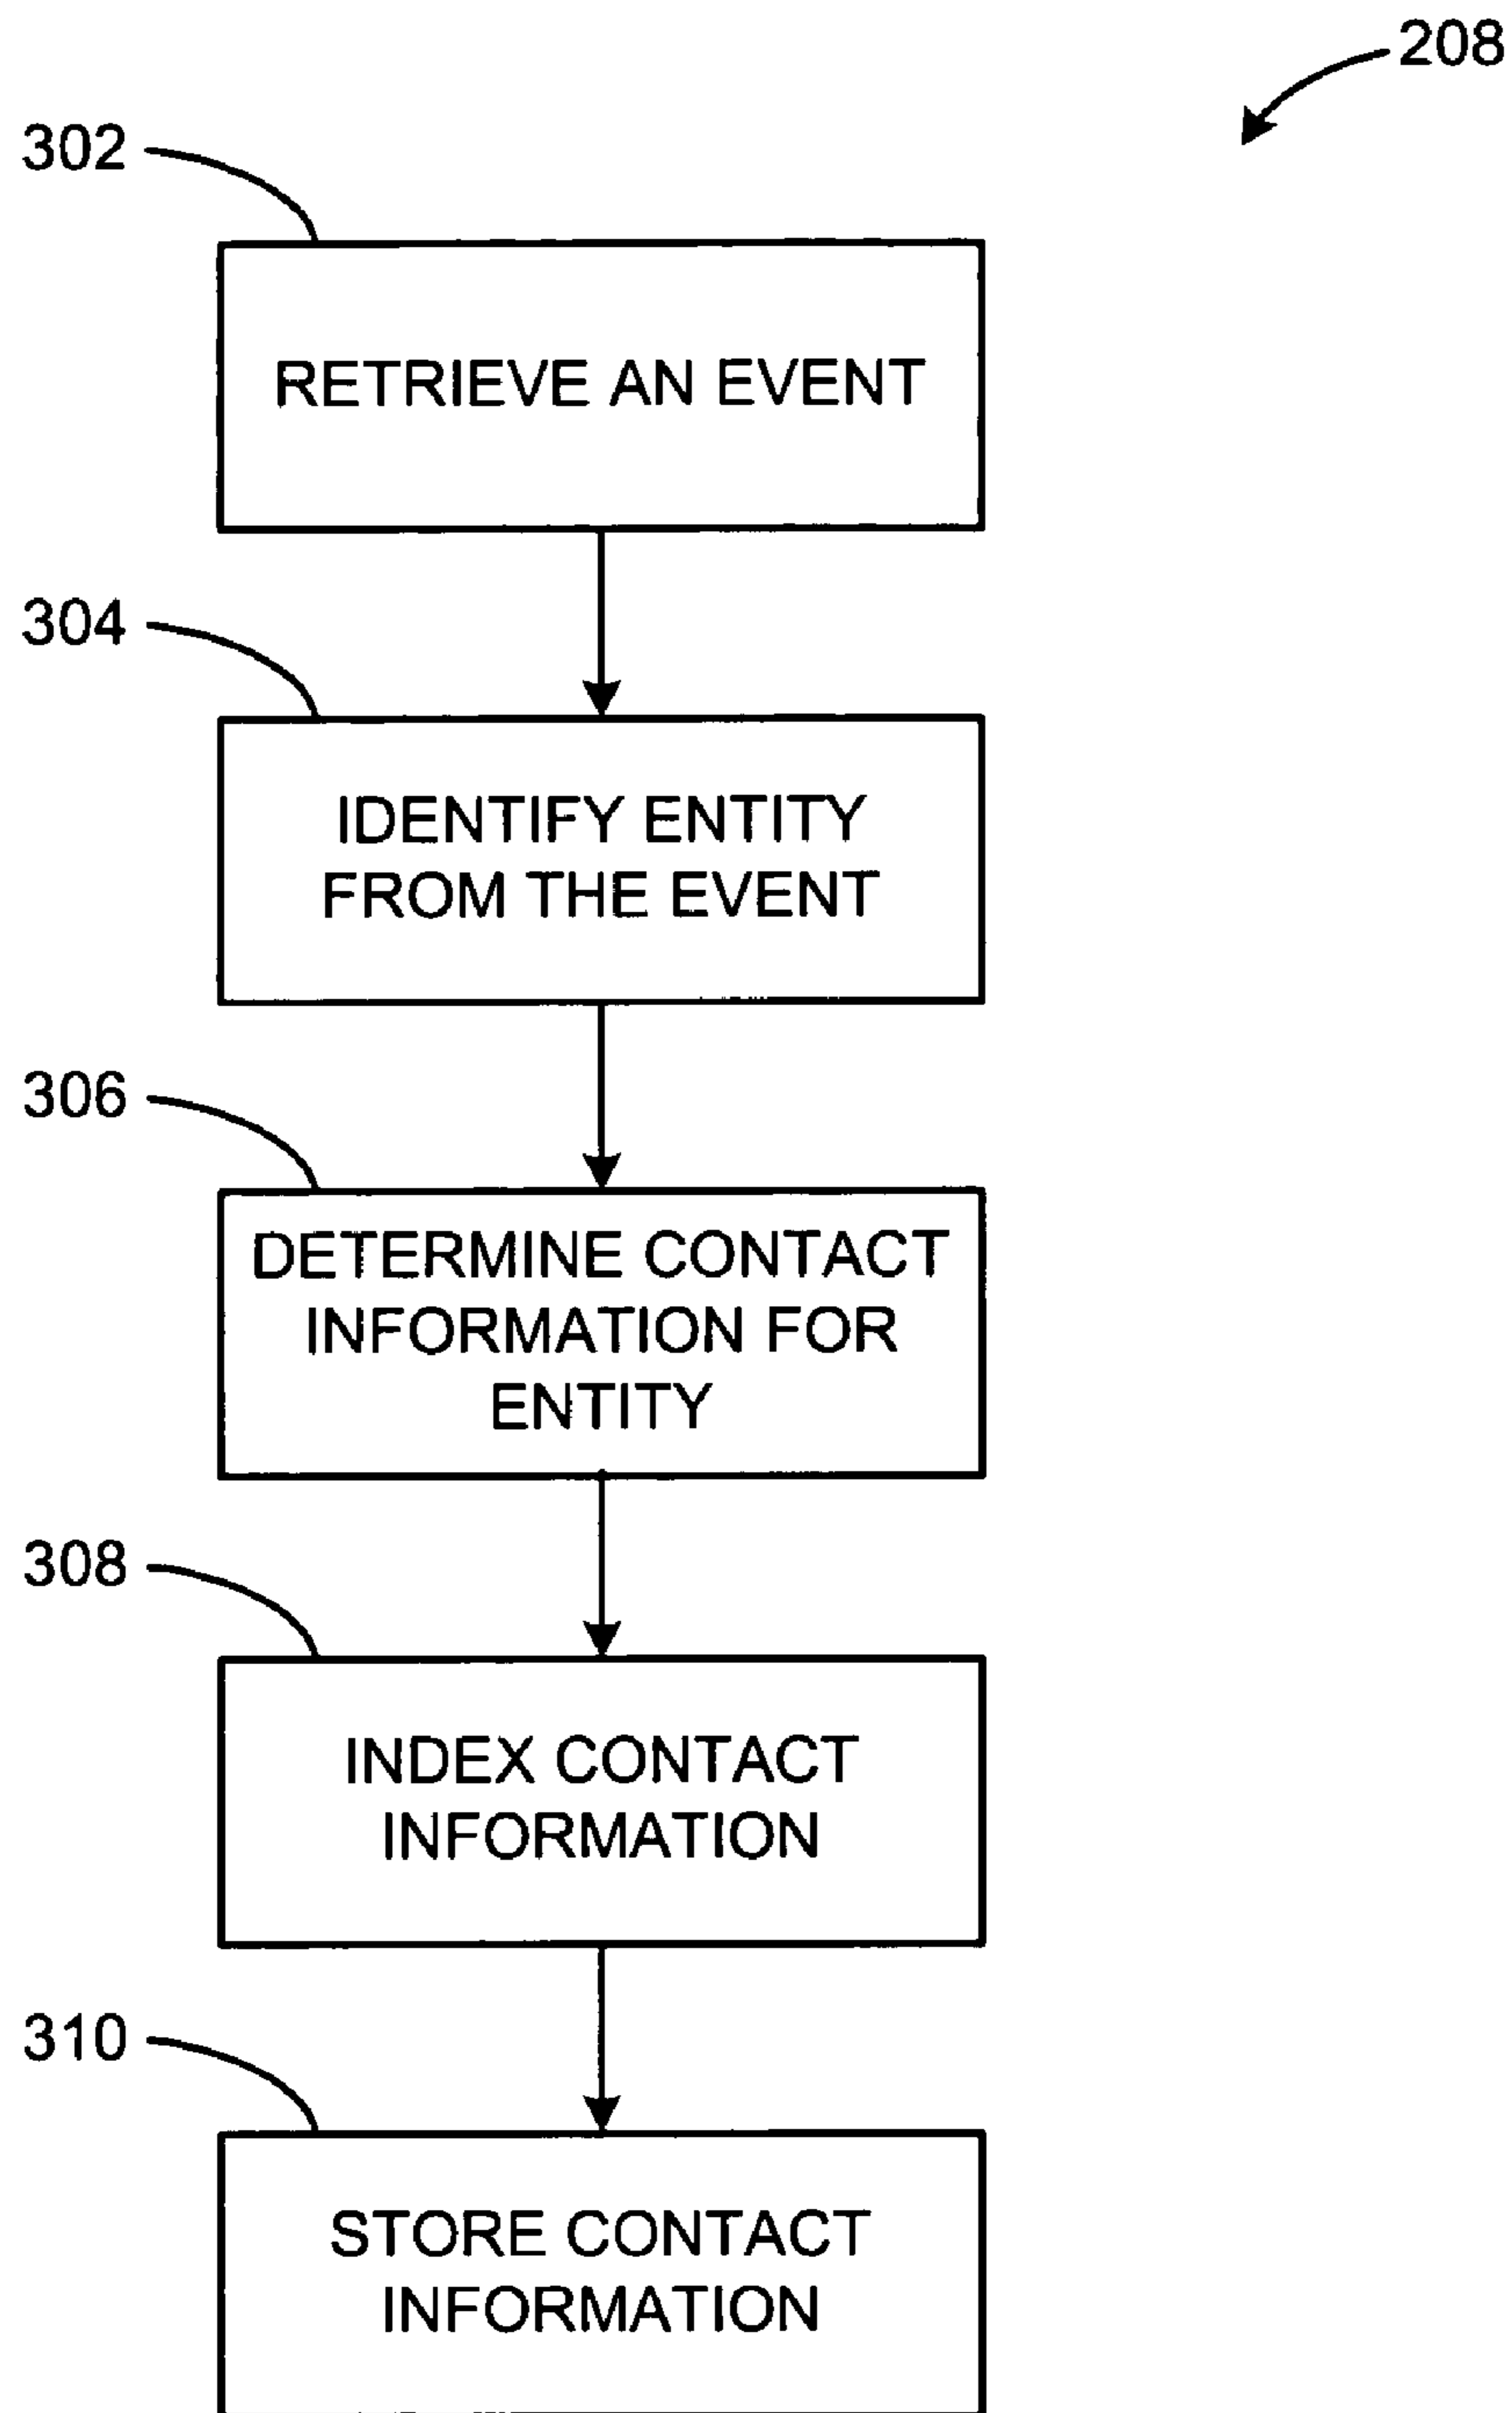 208
302
RETRIEVE AN EVENT
304
IDENTIFY ENTITY
FROM THE EVENT
306
DETERMINE CONTACT
INFORMATION FOR
ENTITY
308
INDEX CONTACT
INFORMATION
310
STORE CONTACT
INFORMATION